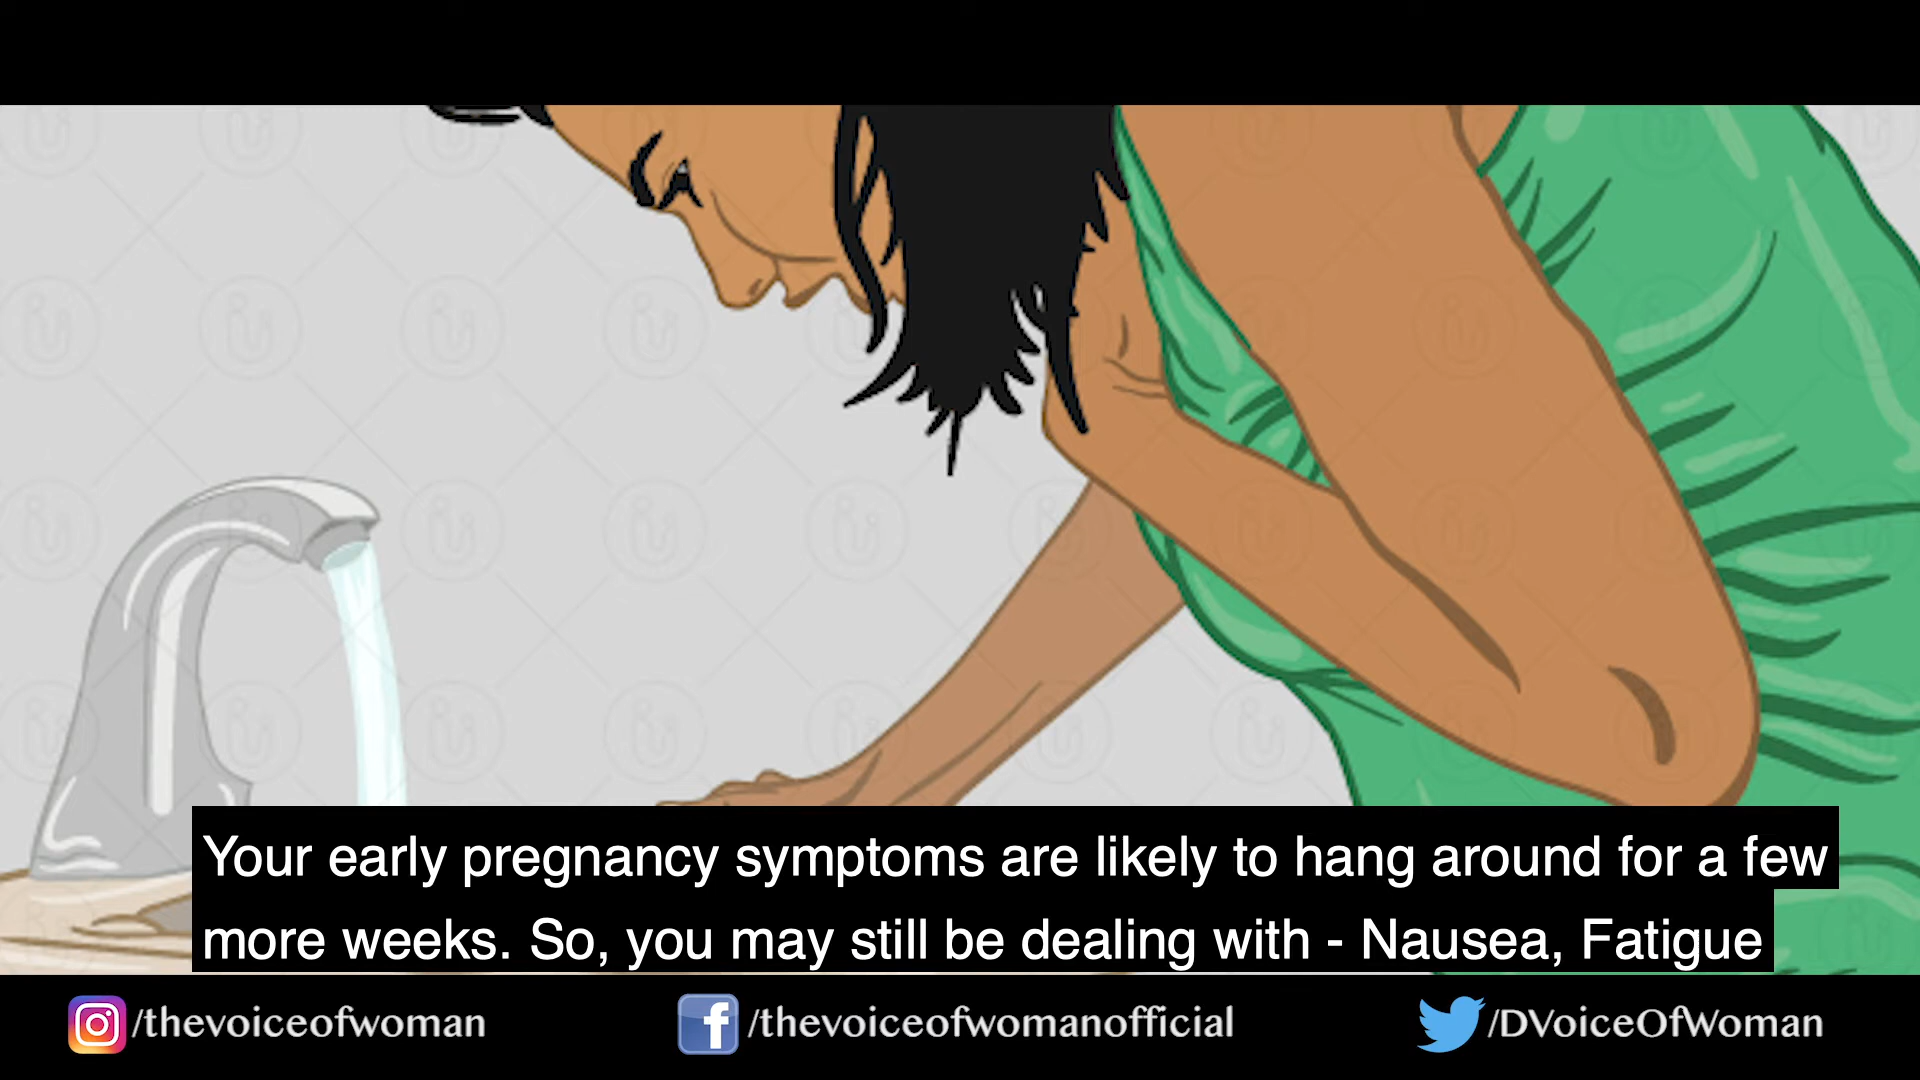 Your early pregnancy symptoms are likely to hang around for a few
more weeks. So, you may still be dealing with - Nausea, Fatigue
/thevoiceofwoman
/thevoiceofwomanofficial
/DVoiceOfWoman